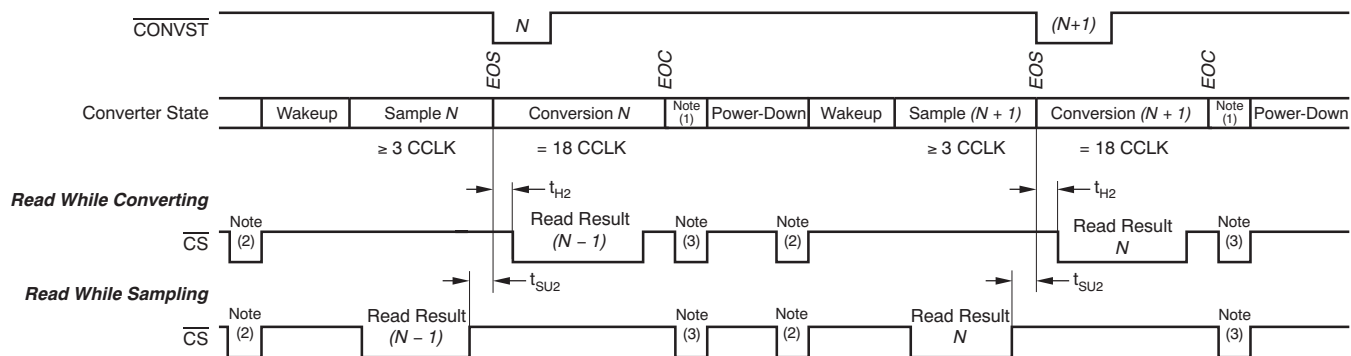 CONVST
N
(N+1)
EOS
EOC
EOS
EOC
Converter State
Wakeup
Sample N
Conversion N
Note
(1)
Power-Down
Wakeup
Sample (N + 1)
Conversion (N + 1)
Note
(1)
Power-Down
≥ 3 CCLK
= 18 CCLK
≥ 3 CCLK
= 18 CCLK
tH2
tH2
Read While Converting
CS
Note
(2)
Read Result
(N − 1)
Note
(3)
Note
(2)
Read Result
N
Note
(3)
tSU2
tSU2
Read While Sampling
CS
Note
(2)
Read Result
(N − 1)
Note
(3)
Note
(2)
Read Result
N
Note
(3)